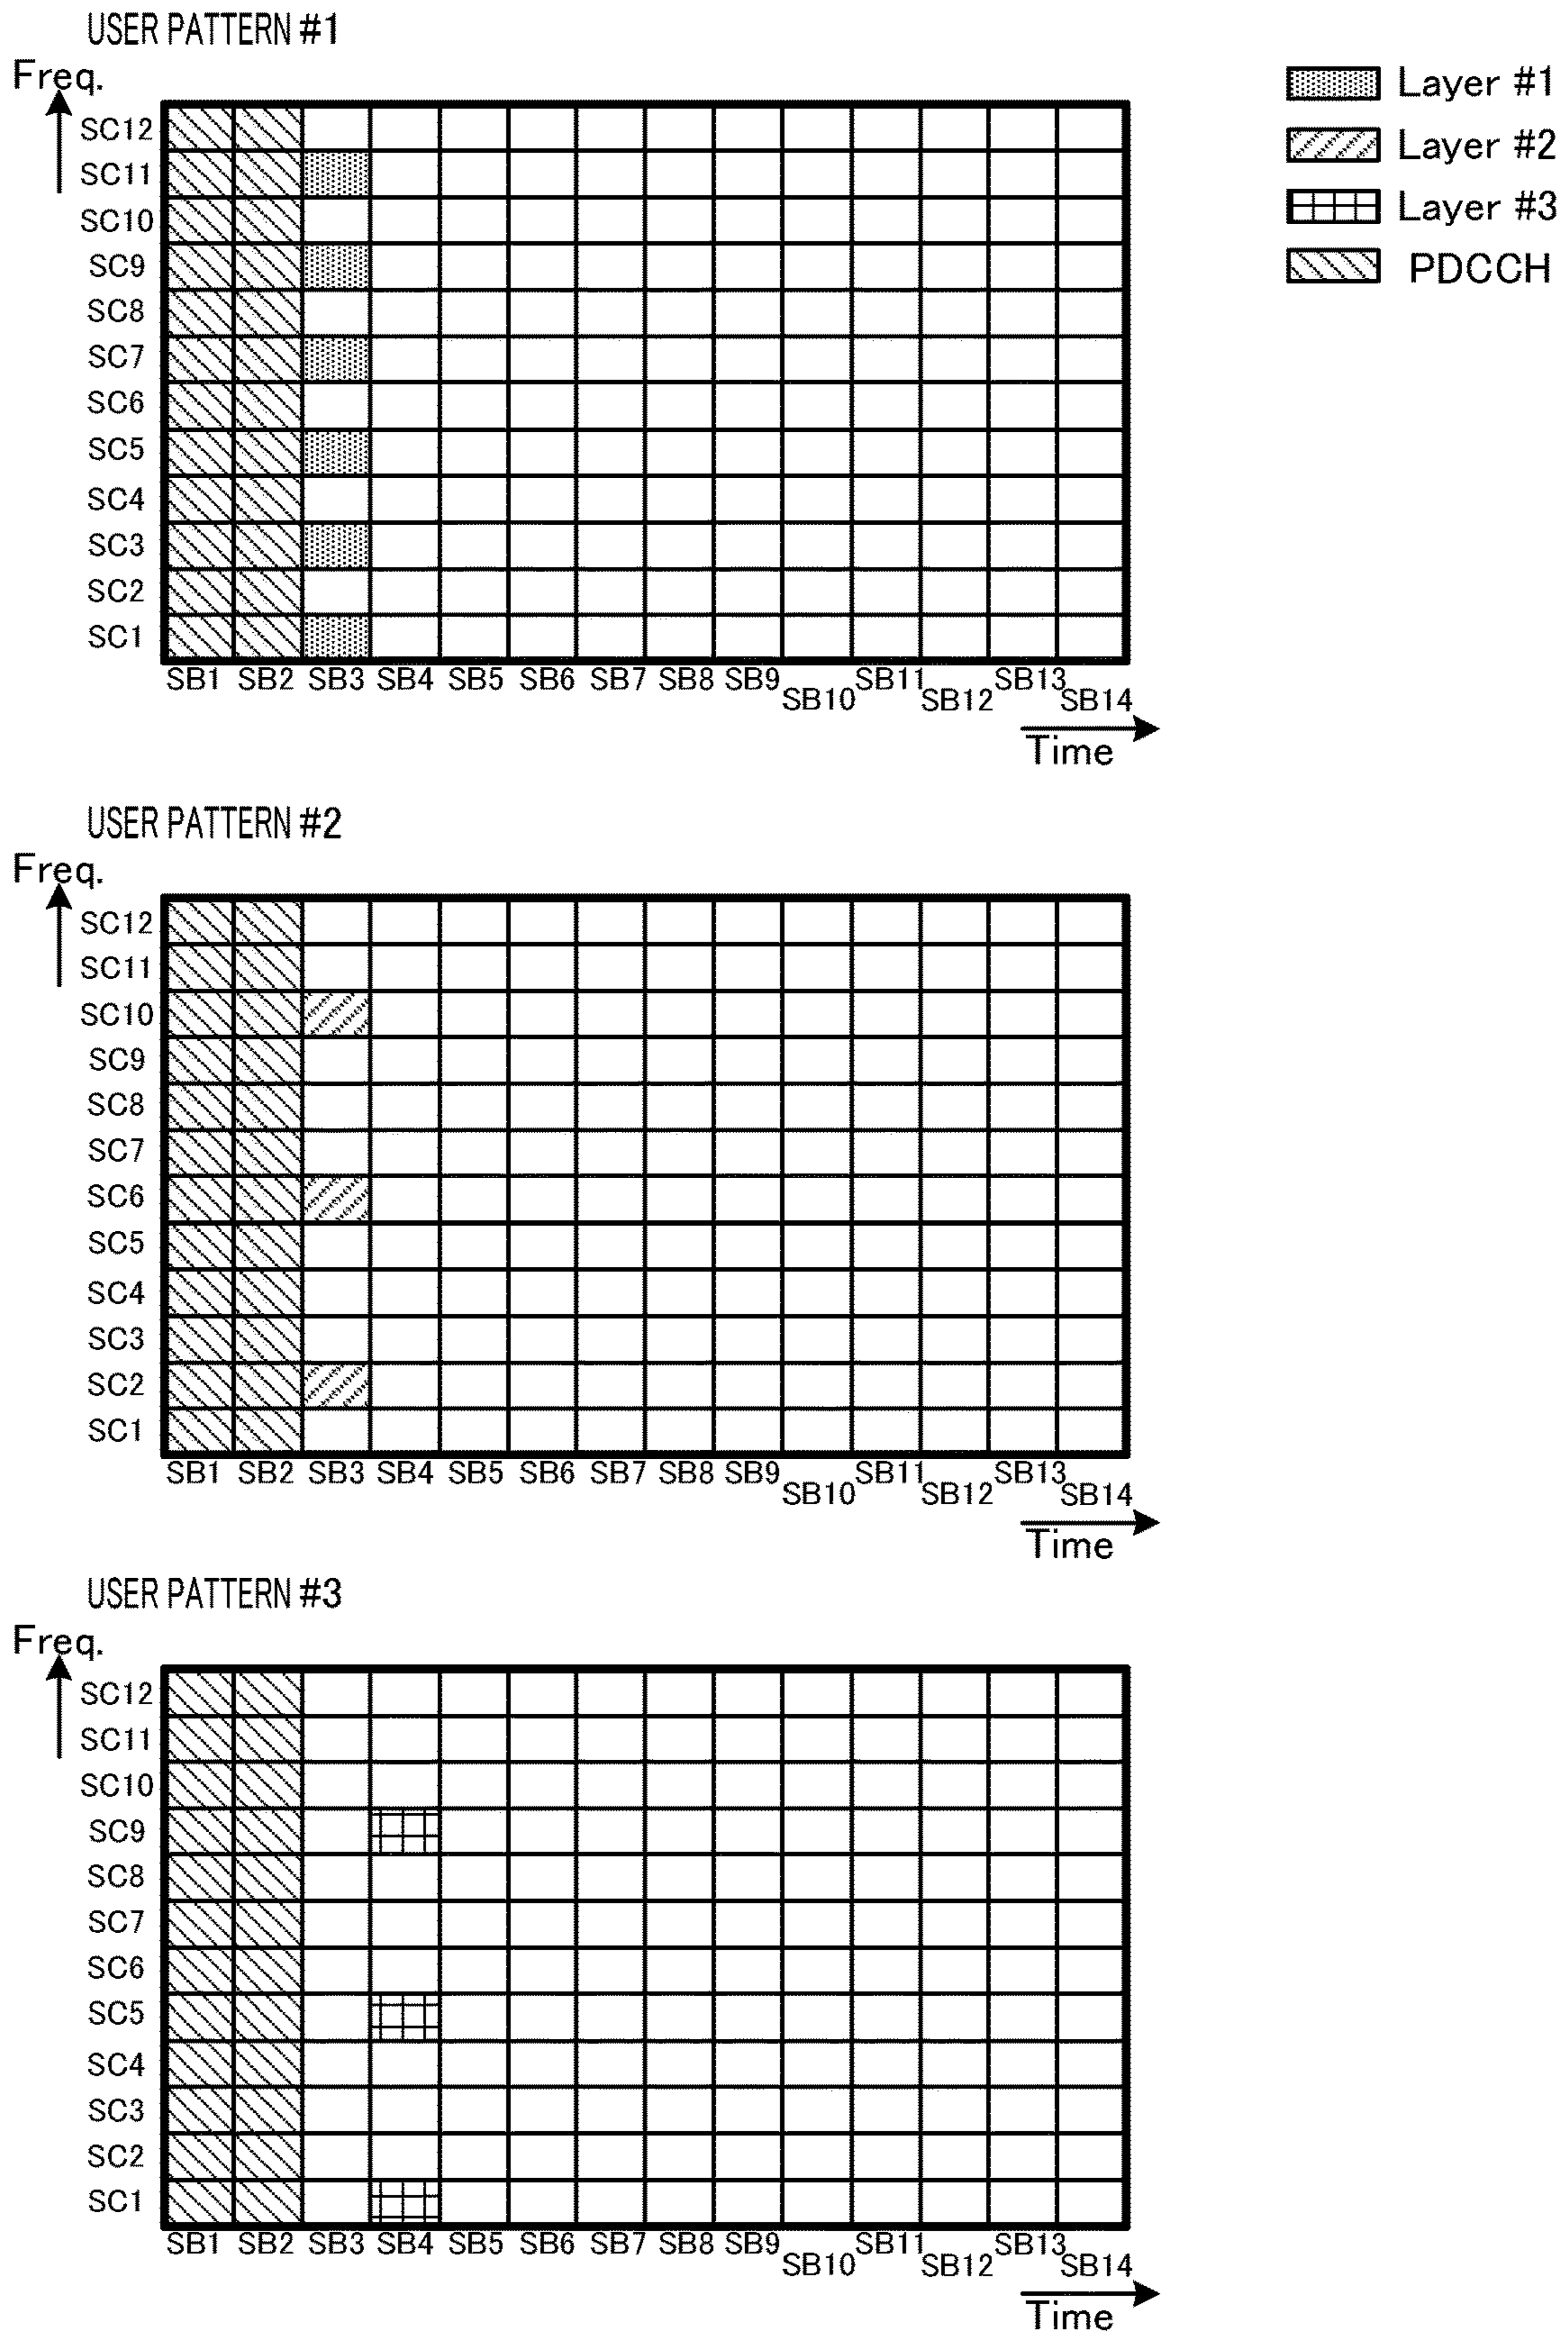 USER PATTERN #1
Freq.
SC12
SC11
SC10
SC9
SC8
SC7
SC6
SC5
SC4
SC3
SC2
SC1
SB1 SB2 SB3 SB4 SB5 SB6 SB7 SB8 SB9 SB10 SB11 SB12 SB13 SB14
Time
Layer #1
Layer #2
Layer #3
PDCCH
USER PATTERN #2
Freq.
SC12
SC11
SC10
SC9
SC8
SC7
SC6
SC5
SC4
SC3
SC2
SC1
SB1 SB2 SB3 SB4 SB5 SB6 SB7 SB8 SB9 SB10 SB11 SB12 SB13 SB14
Time
USER PATTERN #3
Freq.
SC12
SC11
SC10
SC9
SC8
SC7
SC6
SC5
SC4
SC3
SC2
SC1
SB1 SB2 SB3 SB4 SB5 SB6 SB7 SB8 SB9 SB10 SB11 SB12 SB13 SB14
Time